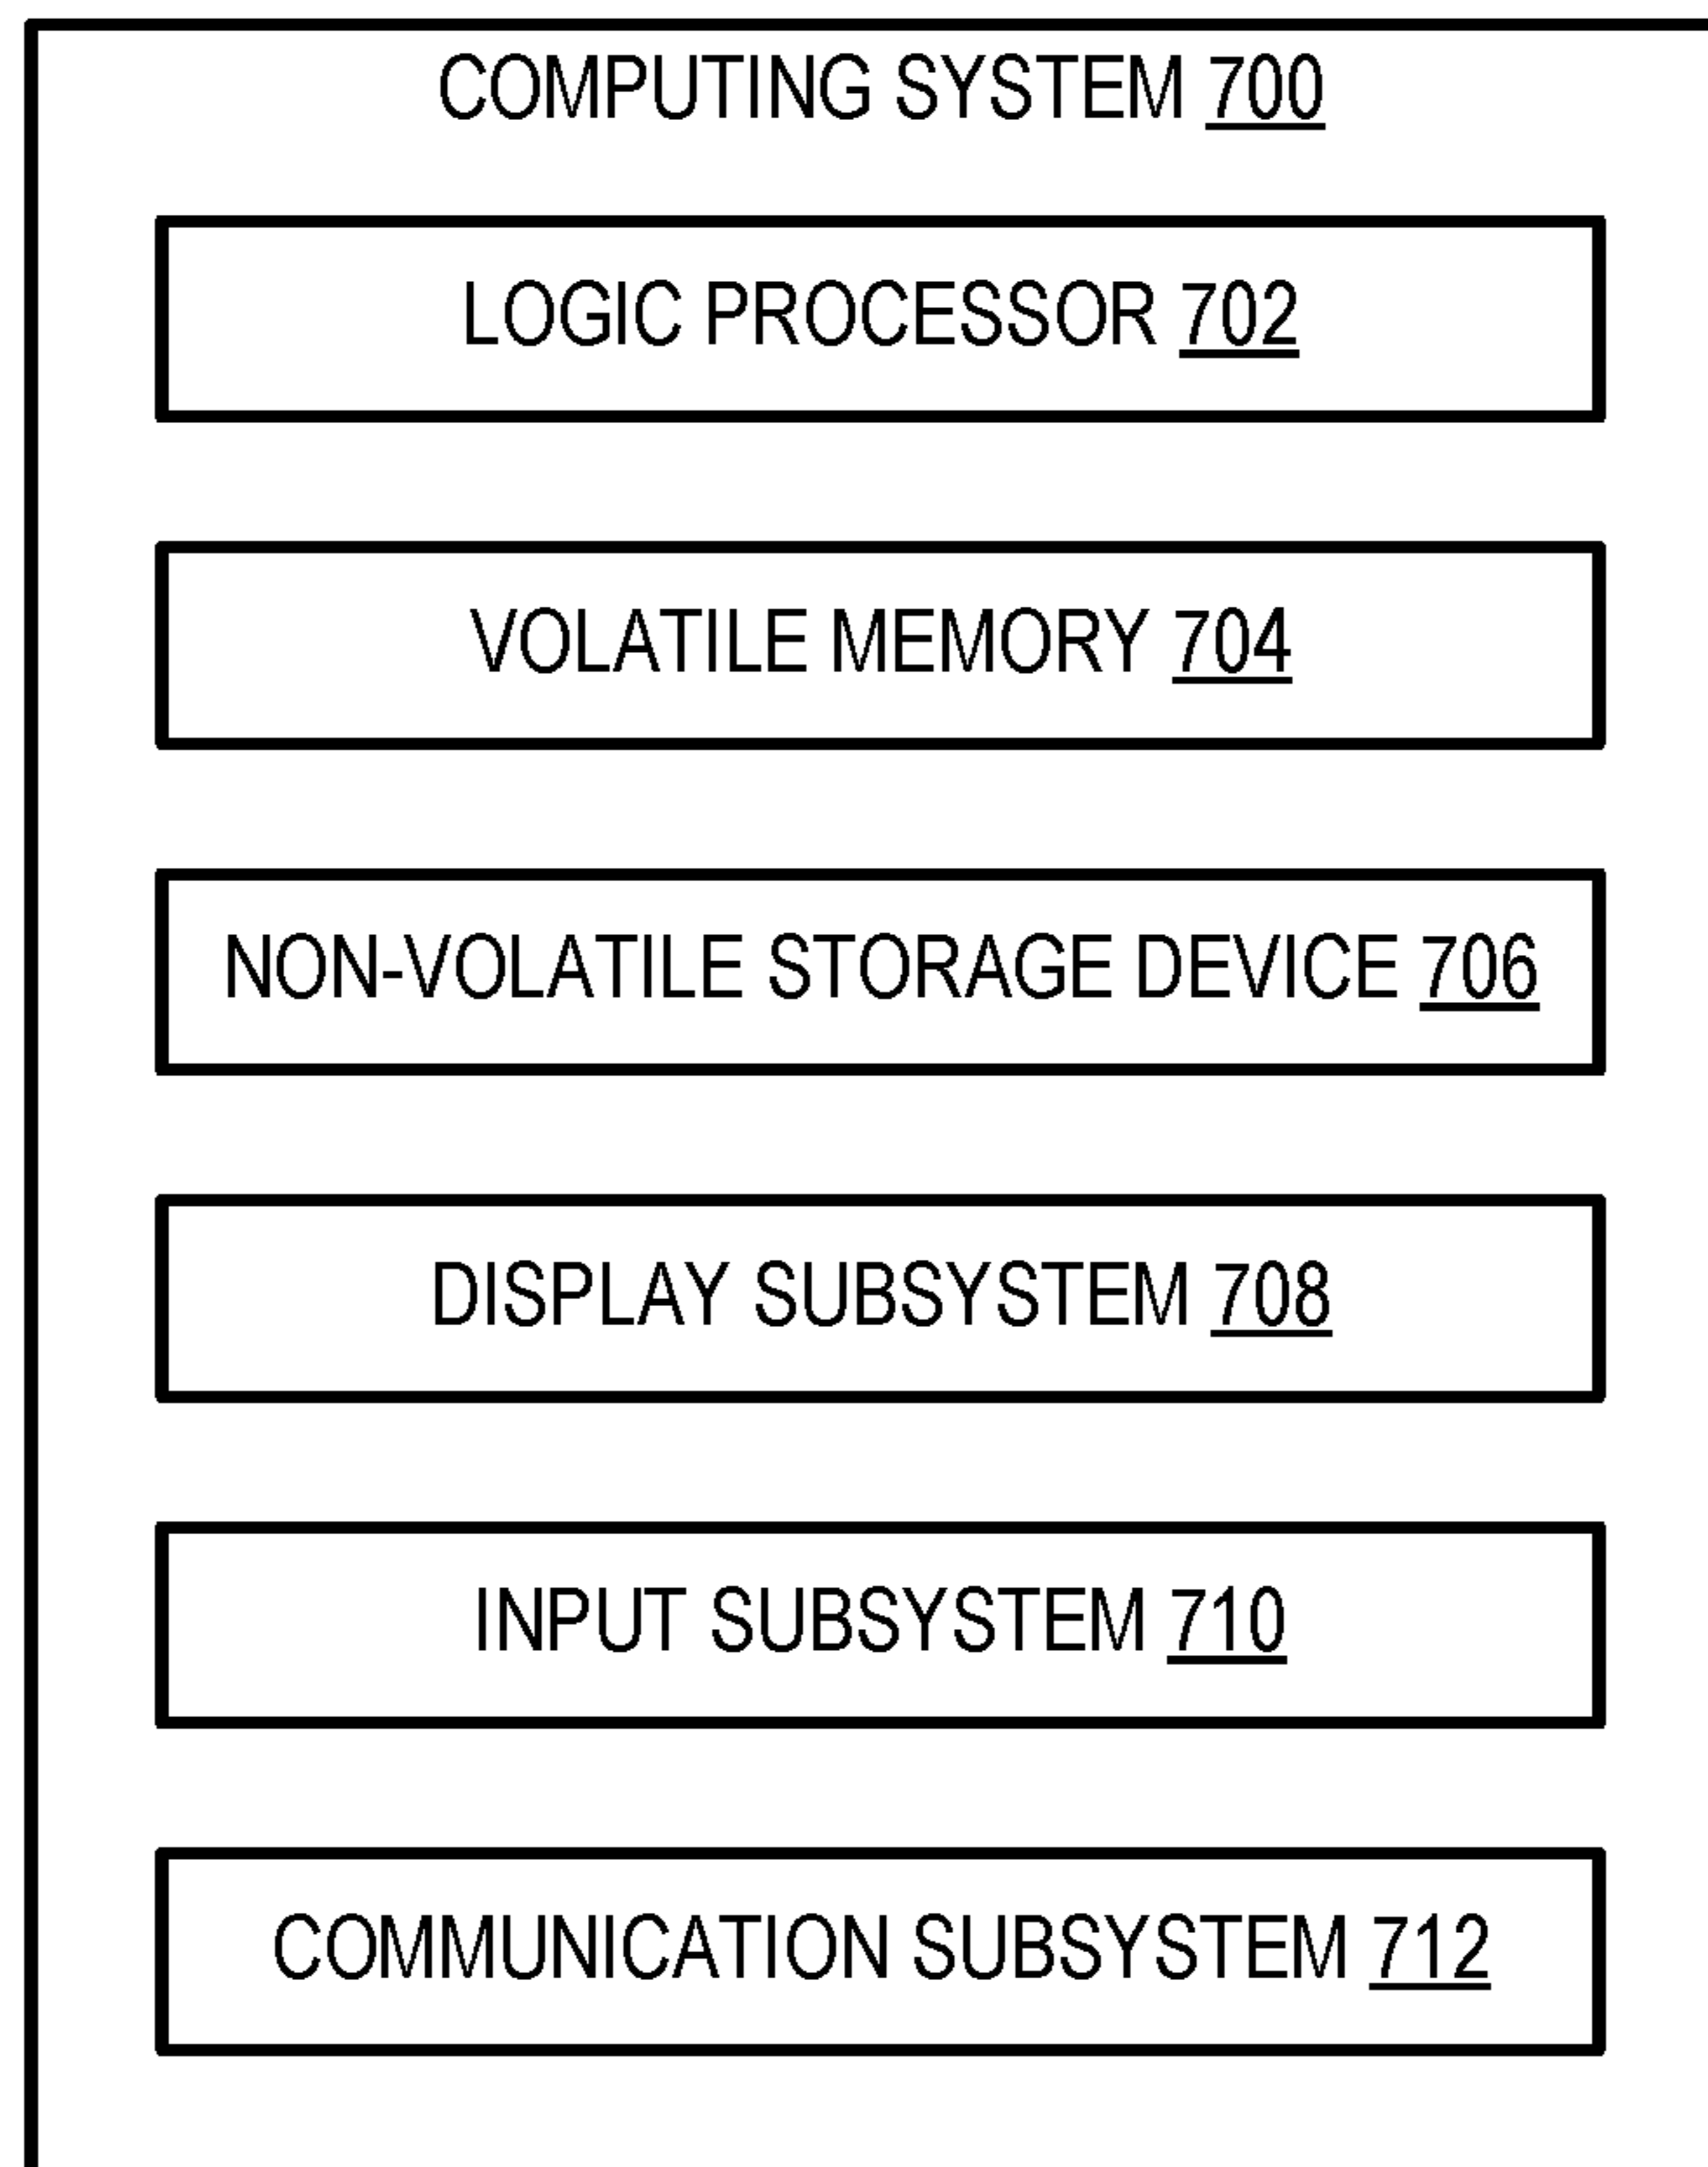 COMPUTING SYSTEM 700
LOGIC PROCESSOR 702
VOLATILE MEMORY 704
NON-VOLATILE STORAGE DEVICE 706
DISPLAY SUBSYSTEM 708
INPUT SUBSYSTEM 710
COMMUNICATION SUBSYSTEM 712